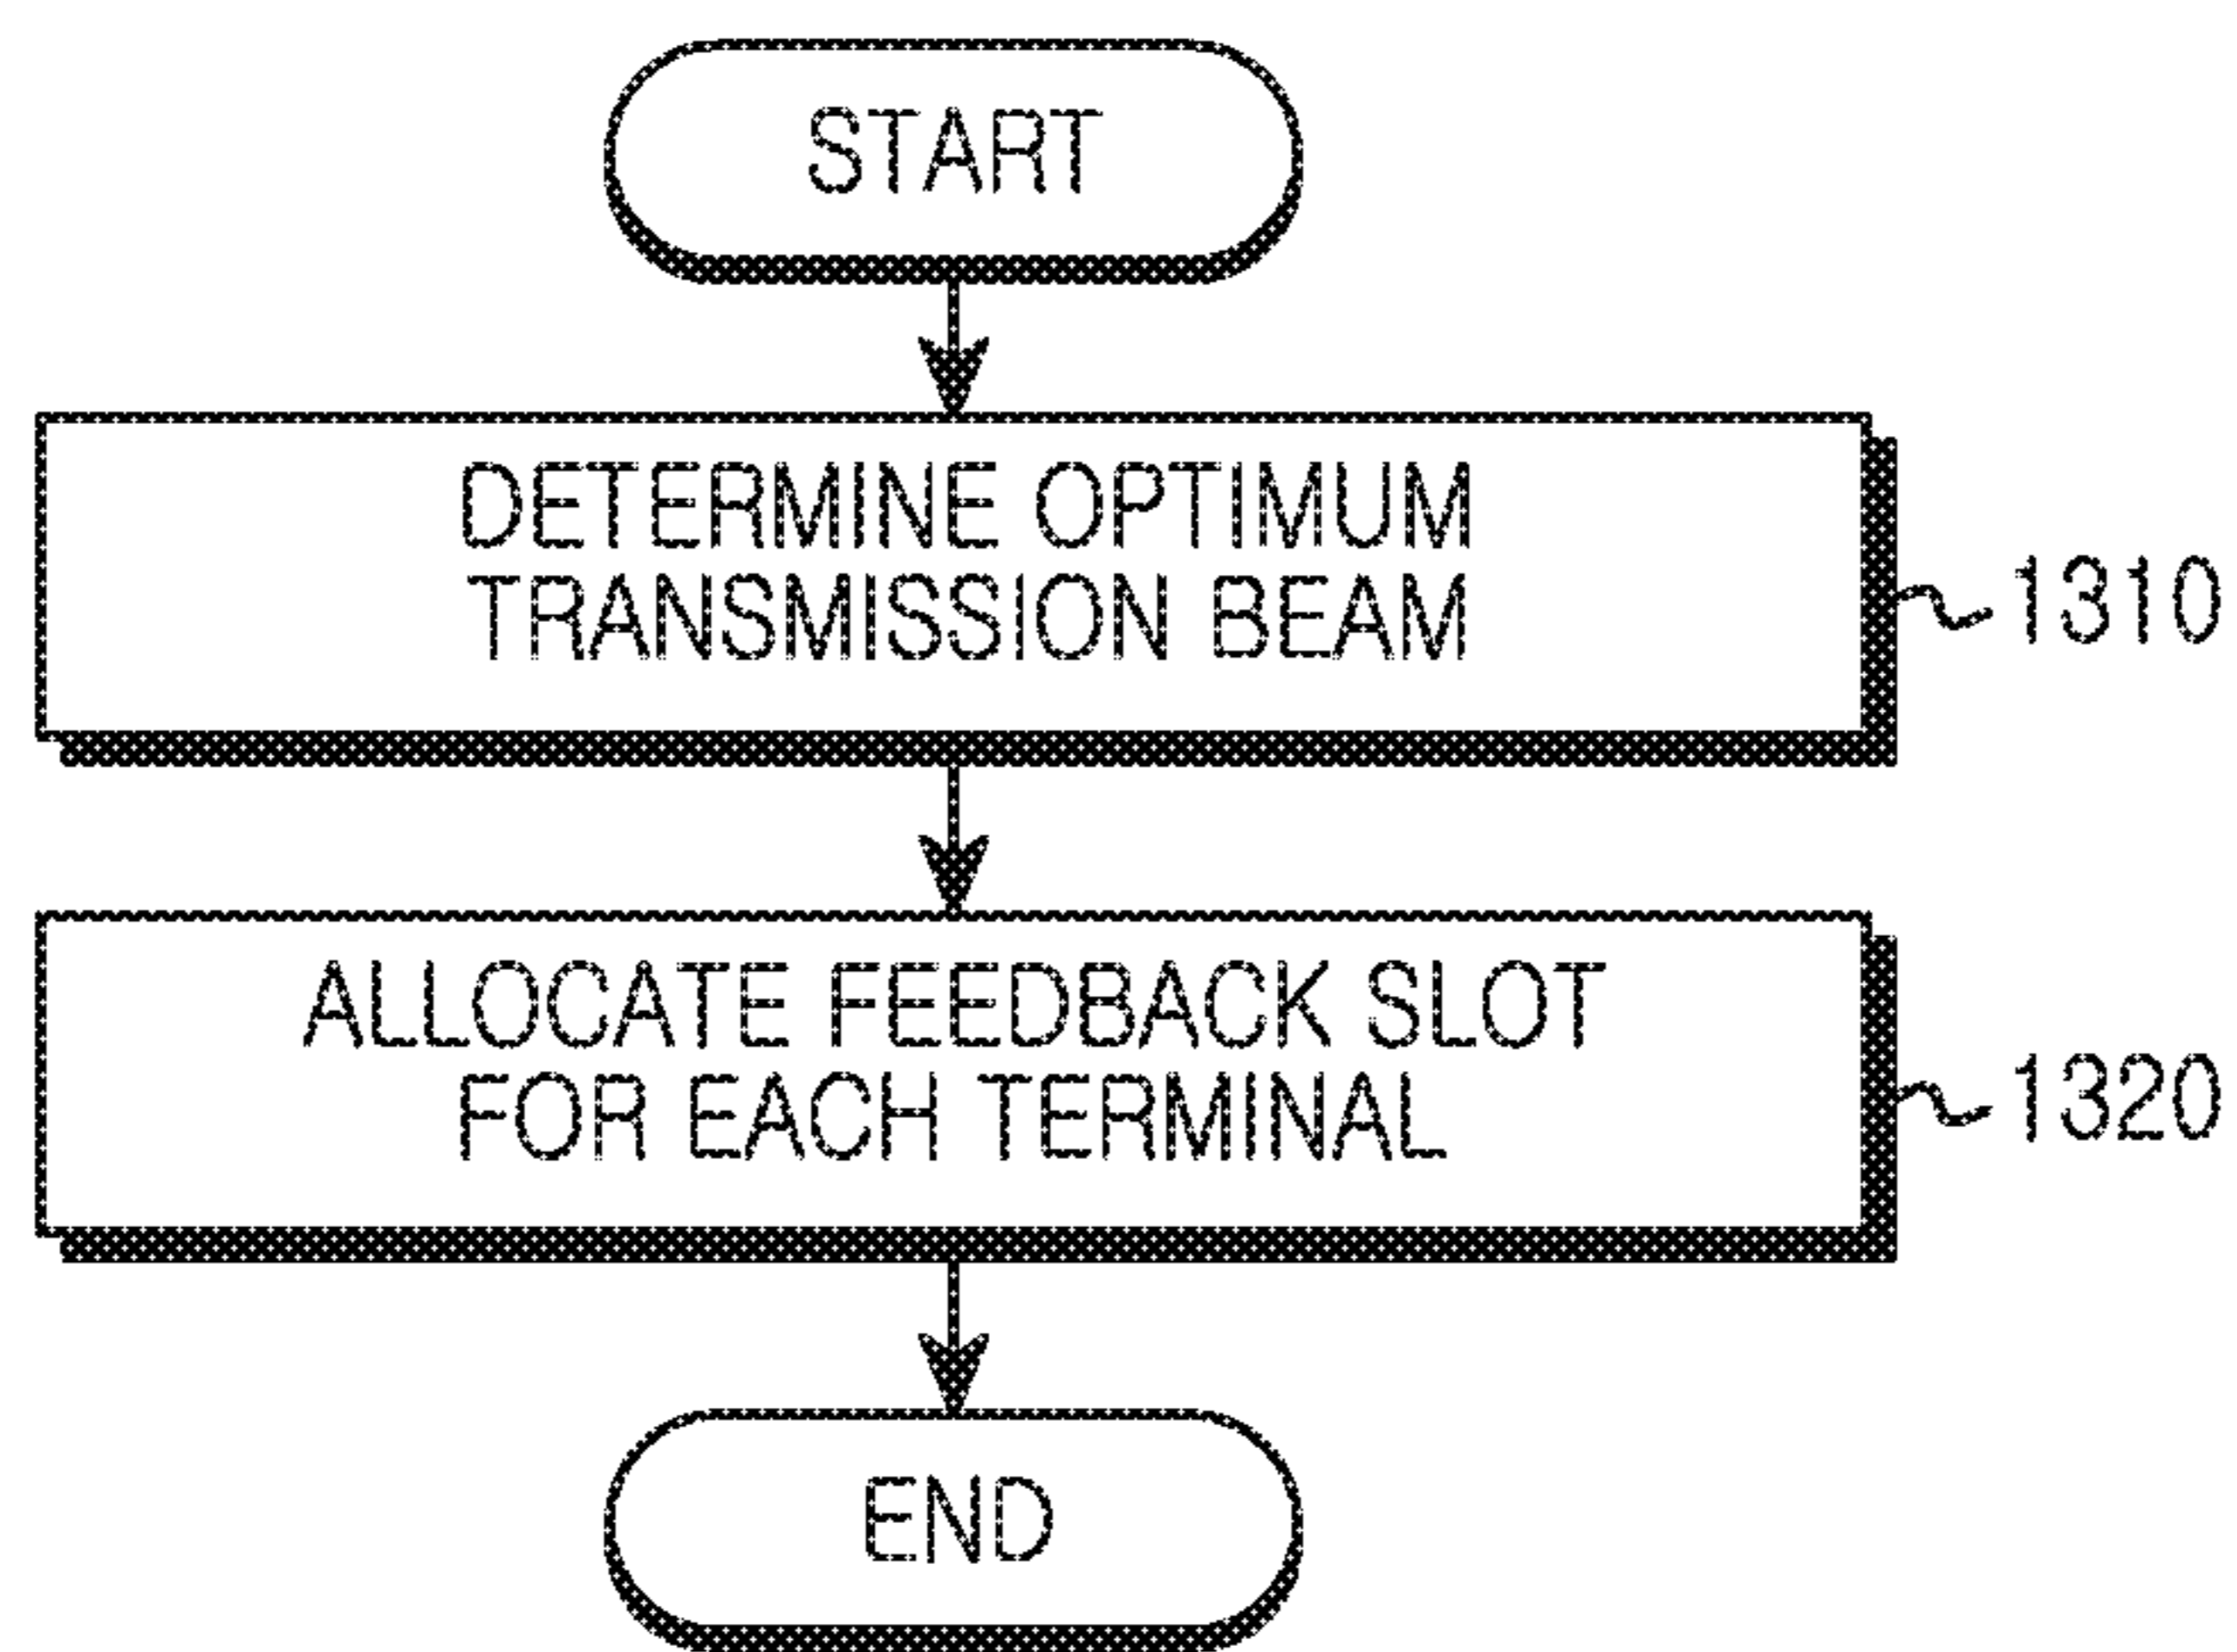 START
DETERMINE OPTIMUM
TRANSMISSION BEAM
1310
ALLOCATE FEEDBACK SLOT
FOR EACH TERMINAL
1320
END